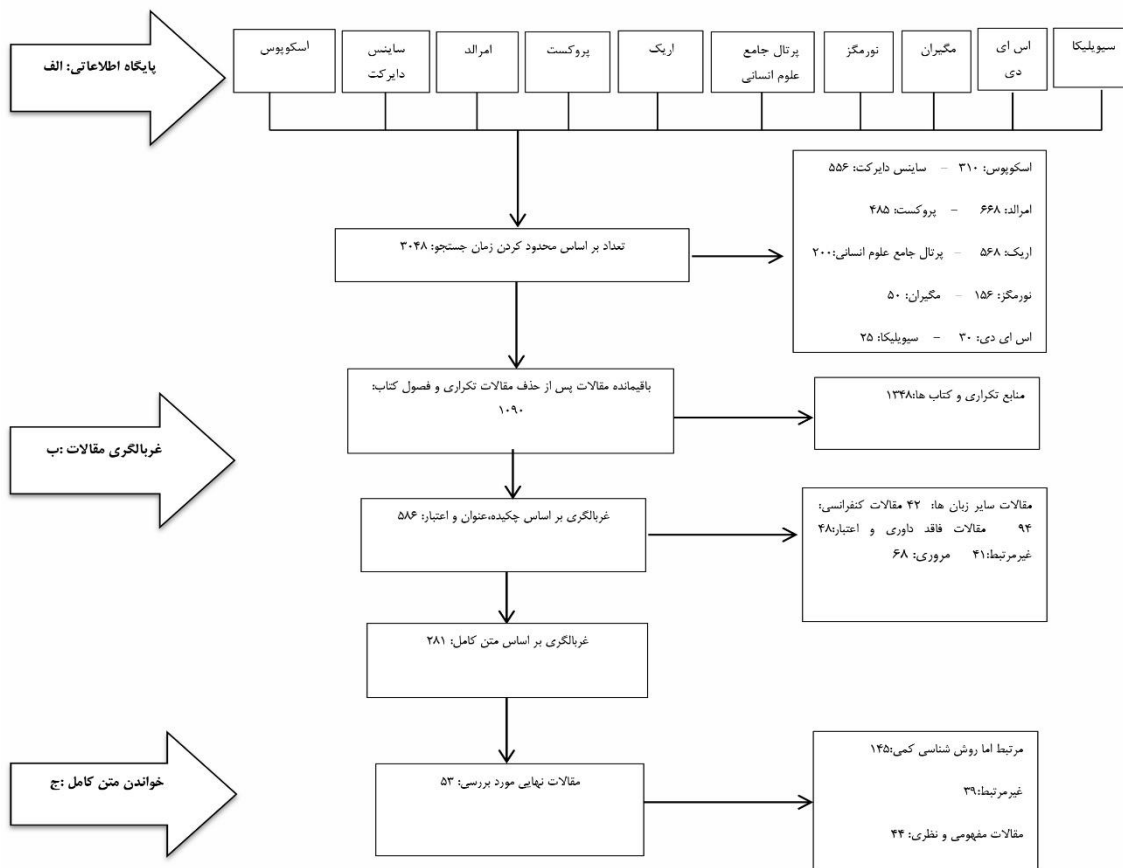 پایگاه اطلاعاتی: الف
سیویلیکا
اس ای
دی
مگیران
نورمگز
پرتال جامع
علوم انسانی
اریک
پروکست
امرالد
ساینس
دایرکت
اسکوپوس
تعداد بر اساس محدود کردن زمان جستجو: ۳۰۴۸
اسکوپوس: ۳۱۰ – ساینس دایرکت: ۵۵۶
امرالد: ۶۶۸ – پروکست: ۴۸۵
اریک: ۵۶۸ – پرتال جامع علوم انسانی:۲۰۰
نورمگز: ۱۵۶ – مگیران: ۵۰
اس ای دی: ۳۰ – سیویلیکا: ۲۵
غربالگری مقالات :ب
باقیمانده مقالات پس از حذف مقالات تکراری و فصول کتاب:
۱۰۹۰
منابع تکراری و کتاب ها:۱۳۴۸
غربالگری بر اساس چکیده،عنوان و اعتبار: ۵۸۶
مقالات سایر زبان ها: ۴۲ مقالات کنفرانسی:
۹۴ مقالات فاقد داوری و اعتبار:۴۸
غیرمرتبط:۴۱ مروری: ۶۸
غربالگری بر اساس متن کامل: ۲۸۱
خواندن متن کامل :ج
مقالات نهایی مورد بررسی: ۵۳
مرتبط اما روش شناسی کمی:۱۴۵
غیرمرتبط:۳۹
مقالات مفهومی و نظری: ۴۴